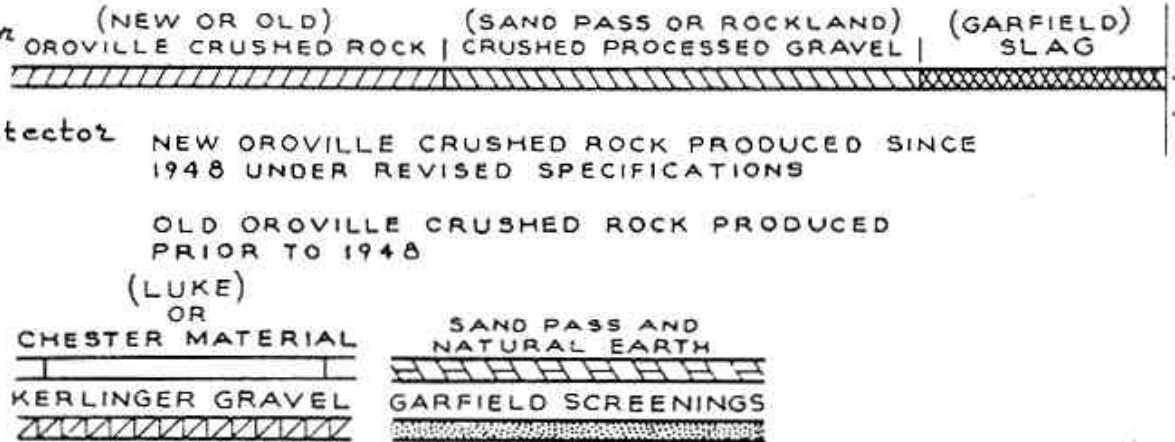 (NEW OR OLD)
OROVILLE CRUSHED ROCK
(SAND PASS OR ROCKLAND)
CRUSHED PROCESSED GRAVEL
(GARFIELD)
SLAG
NEW OROVILLE CRUSHED ROCK PRODUCED SINCE
1948 UNDER REVISED SPECIFICATIONS
OLD OROVILLE CRUSHED ROCK PRODUCED
PRIOR TO 1948
(LUKE)
OR
CHESTER MATERIAL
SAND PASS AND
NATURAL EARTH
KERLINGER GRAVEL
GARFIELD SCREENINGS